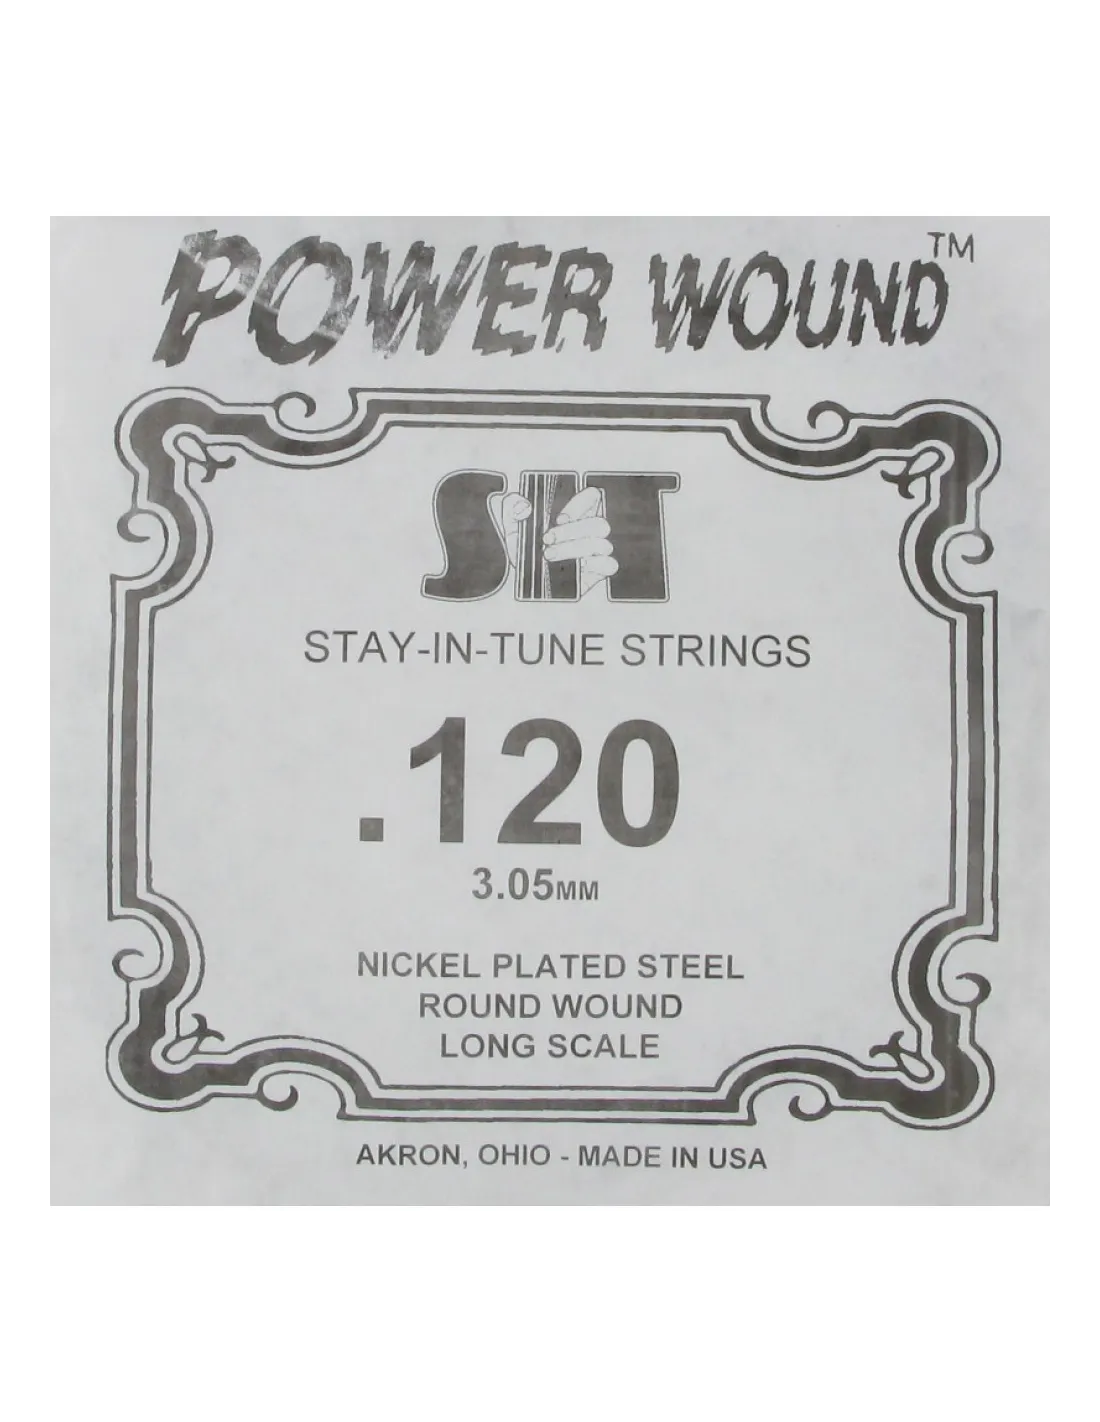 POWER WOUND™
SIT
STAY-IN-TUNE STRINGS
.120
3.05MM
NICKEL PLATED STEEL
ROUND WOUND
LONG SCALE
AKRON, OHIO - MADE IN USA